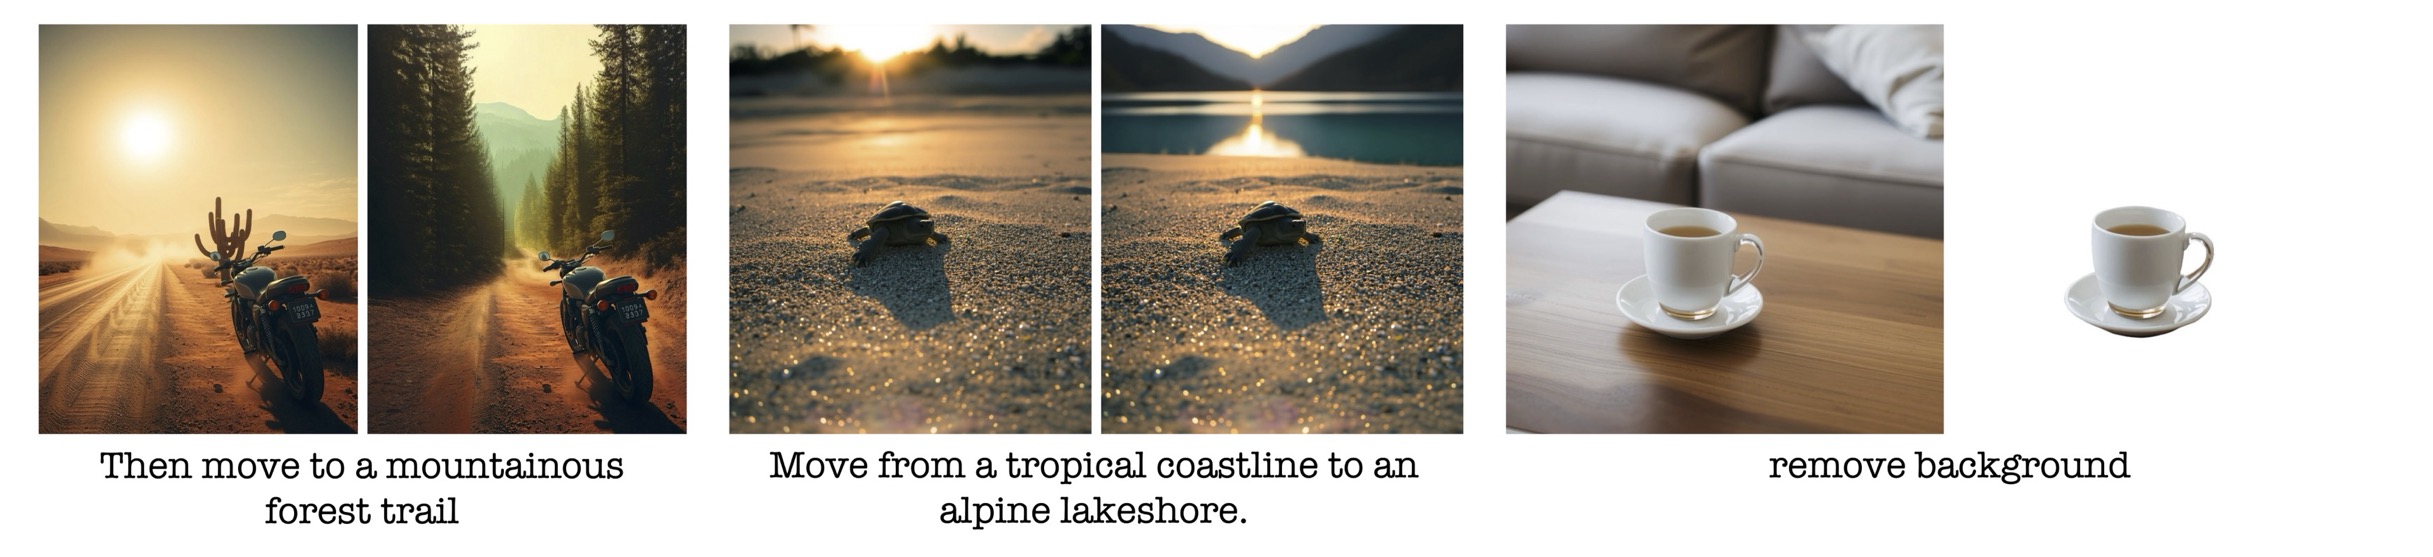 Then move to a mountainous
forest trail
Move from a tropical coastline to an
alpine lakeshore.
remove background